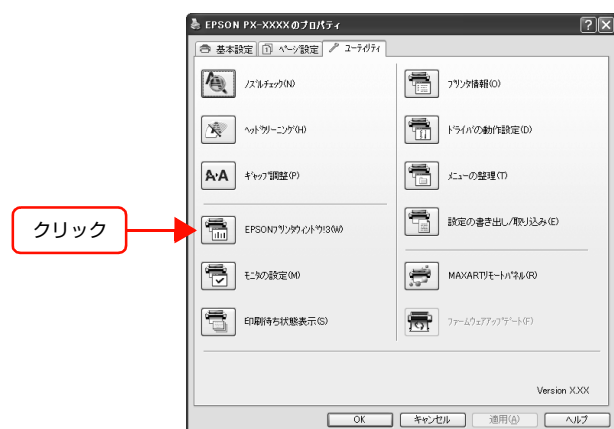 EPSON PX-XXXXのプロパティ
基本設定 ページ設定 ユーティリティ
ノズルチェック(N)
ヘッドクリーニング(H)
ギャップ調整(P)
EPSONプリンタウィンドウ!3(W)
モニタの設定(M)
印刷待ち状態表示(S)
プリンタ情報(O)
ドライバの動作設定(D)
メニューの整理(T)
設定の書き出し/取り込み(E)
MAXARTリモートパネル(R)
ファームウェアアップデート(F)
クリック
Version X.XX
OK キャンセル 適用(A) ヘルプ